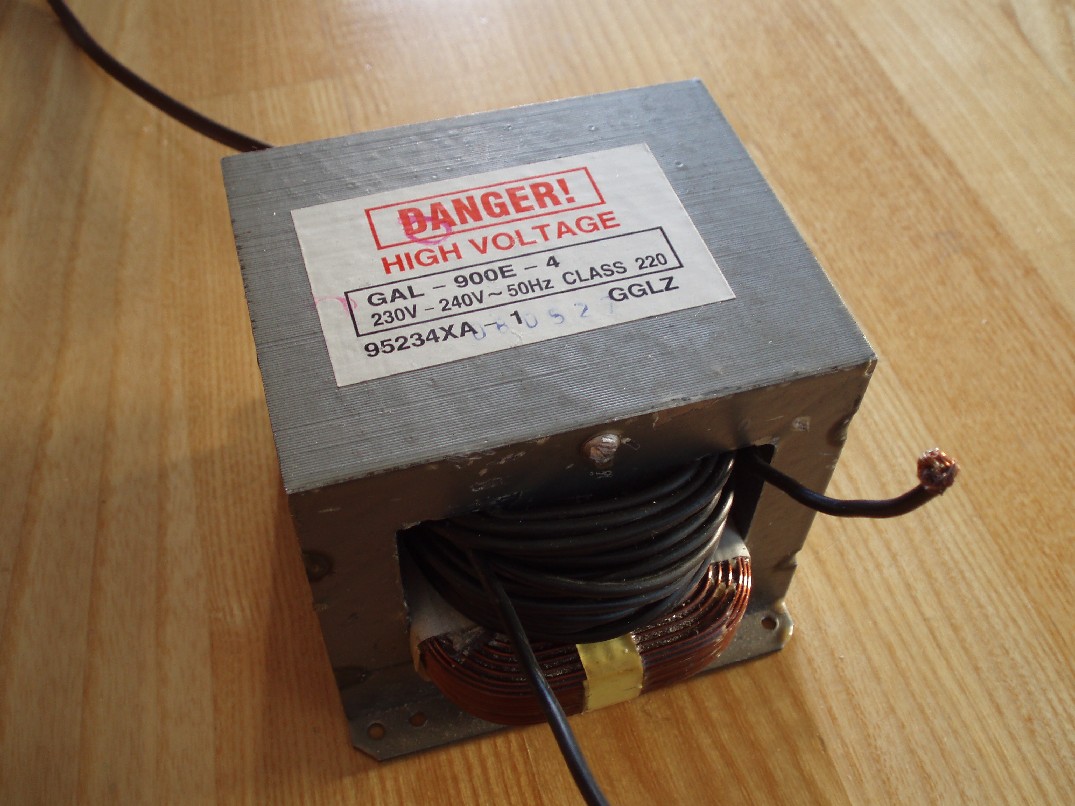 DANGER!
HIGH VOLTAGE
GAL - 900E - 4
230V - 240V ~ 50Hz CLASS 220
95234XA - 1 GGLZ